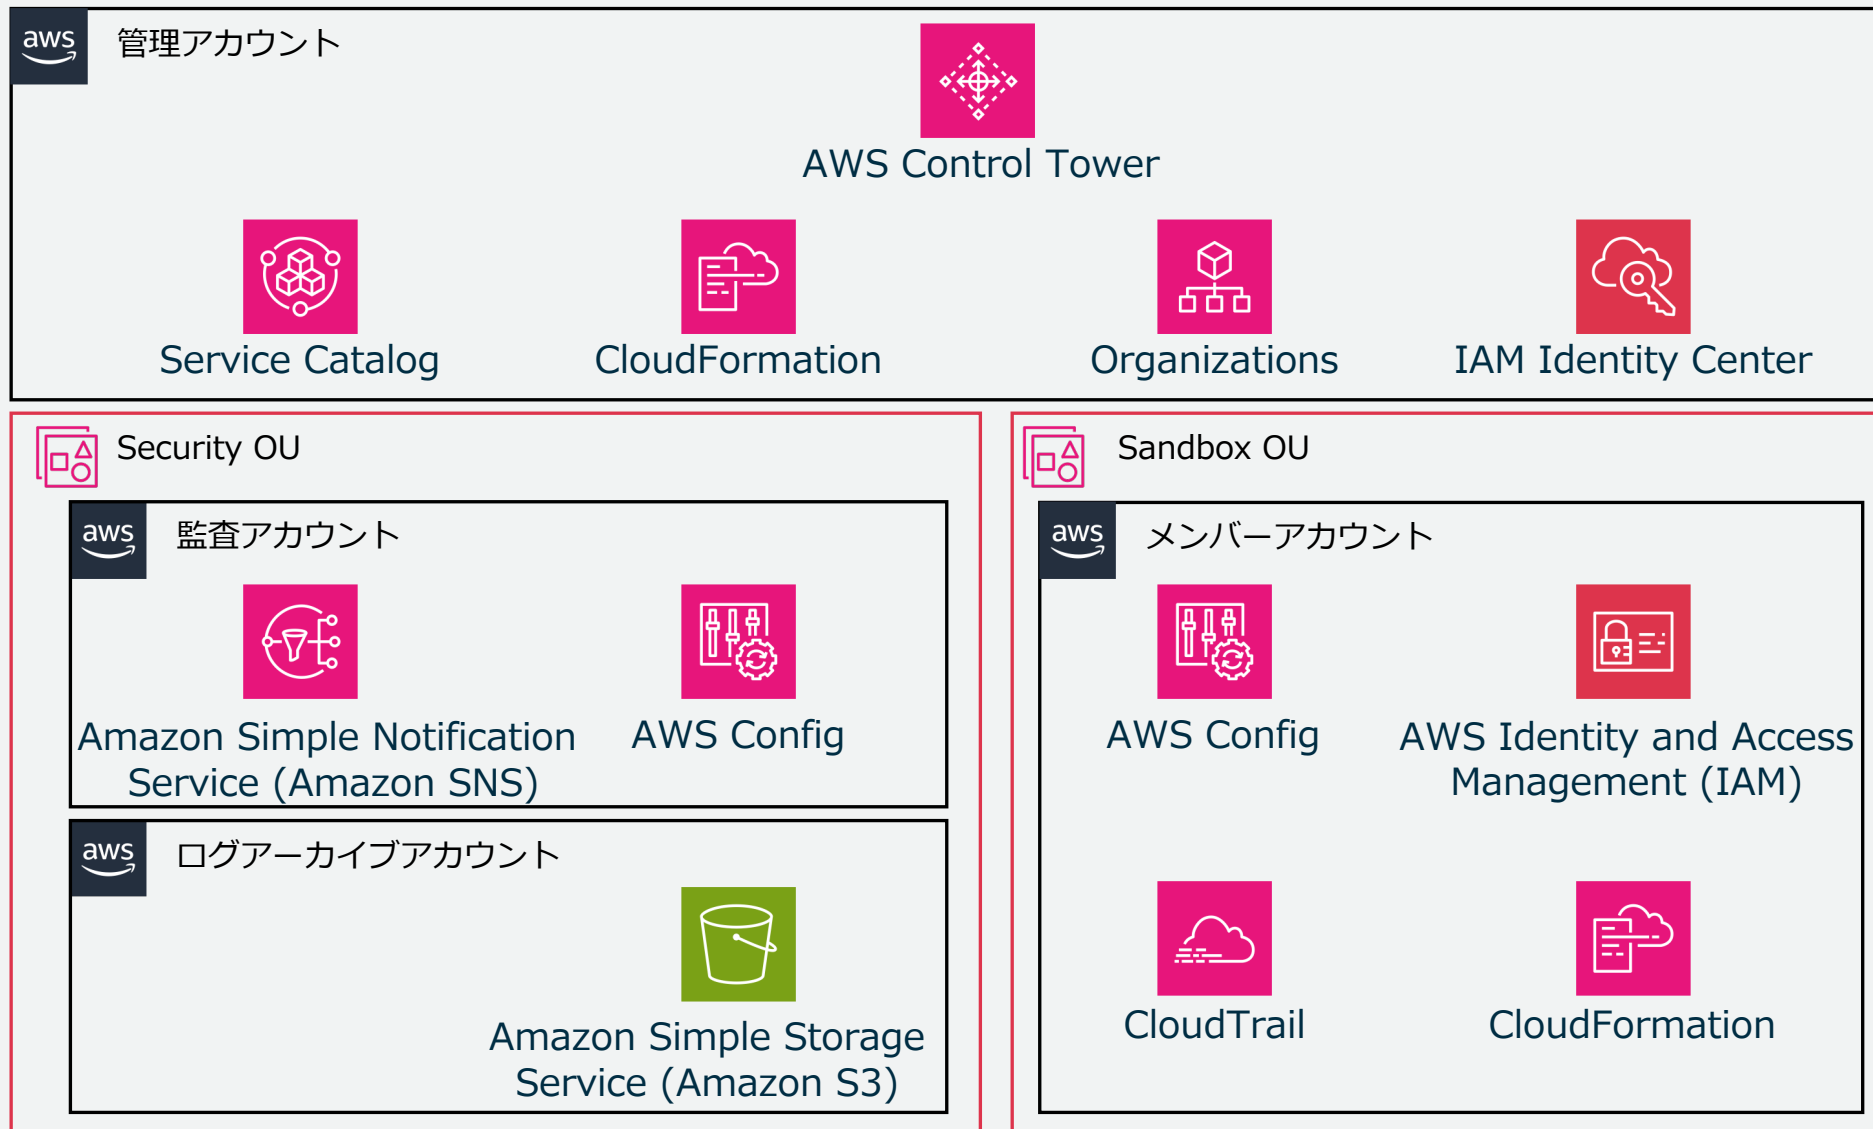 aws
管理アカウント
AWS Control Tower
Service Catalog
CloudFormation
Organizations
IAM Identity Center
Security OU
aws
監査アカウント
Amazon Simple Notification
Service (Amazon SNS)
AWS Config
aws
ログアーカイブアカウント
Amazon Simple Storage
Service (Amazon S3)
Sandbox OU
aws
メンバーアカウント
AWS Config
AWS Identity and Access
Management (IAM)
CloudTrail
CloudFormation